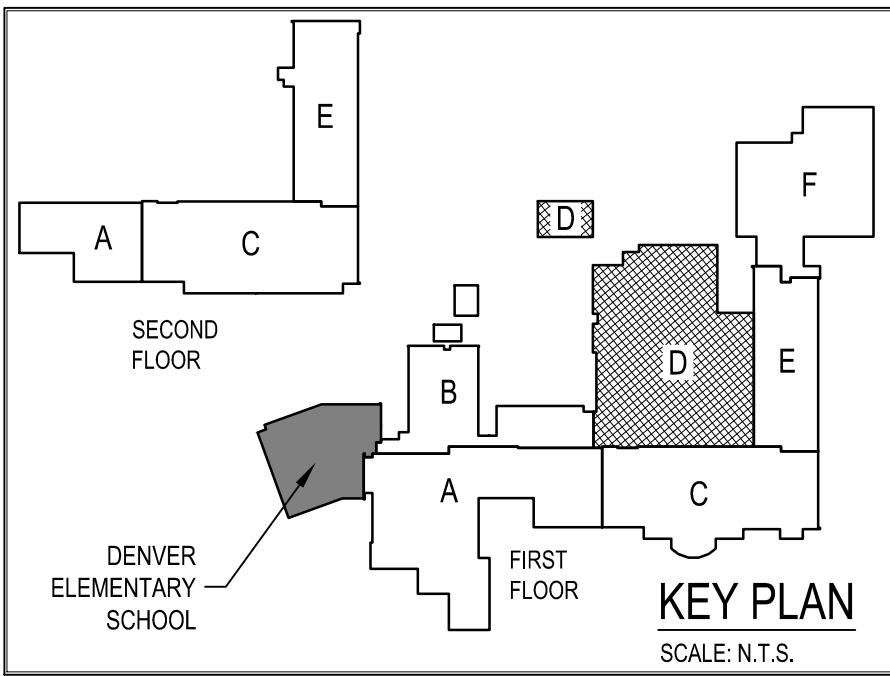 E
A
C
SECOND
FLOOR
F
D
D
E
B
A
C
DENVER
ELEMENTARY
SCHOOL
FIRST
FLOOR
KEY PLAN
SCALE: N.T.S.